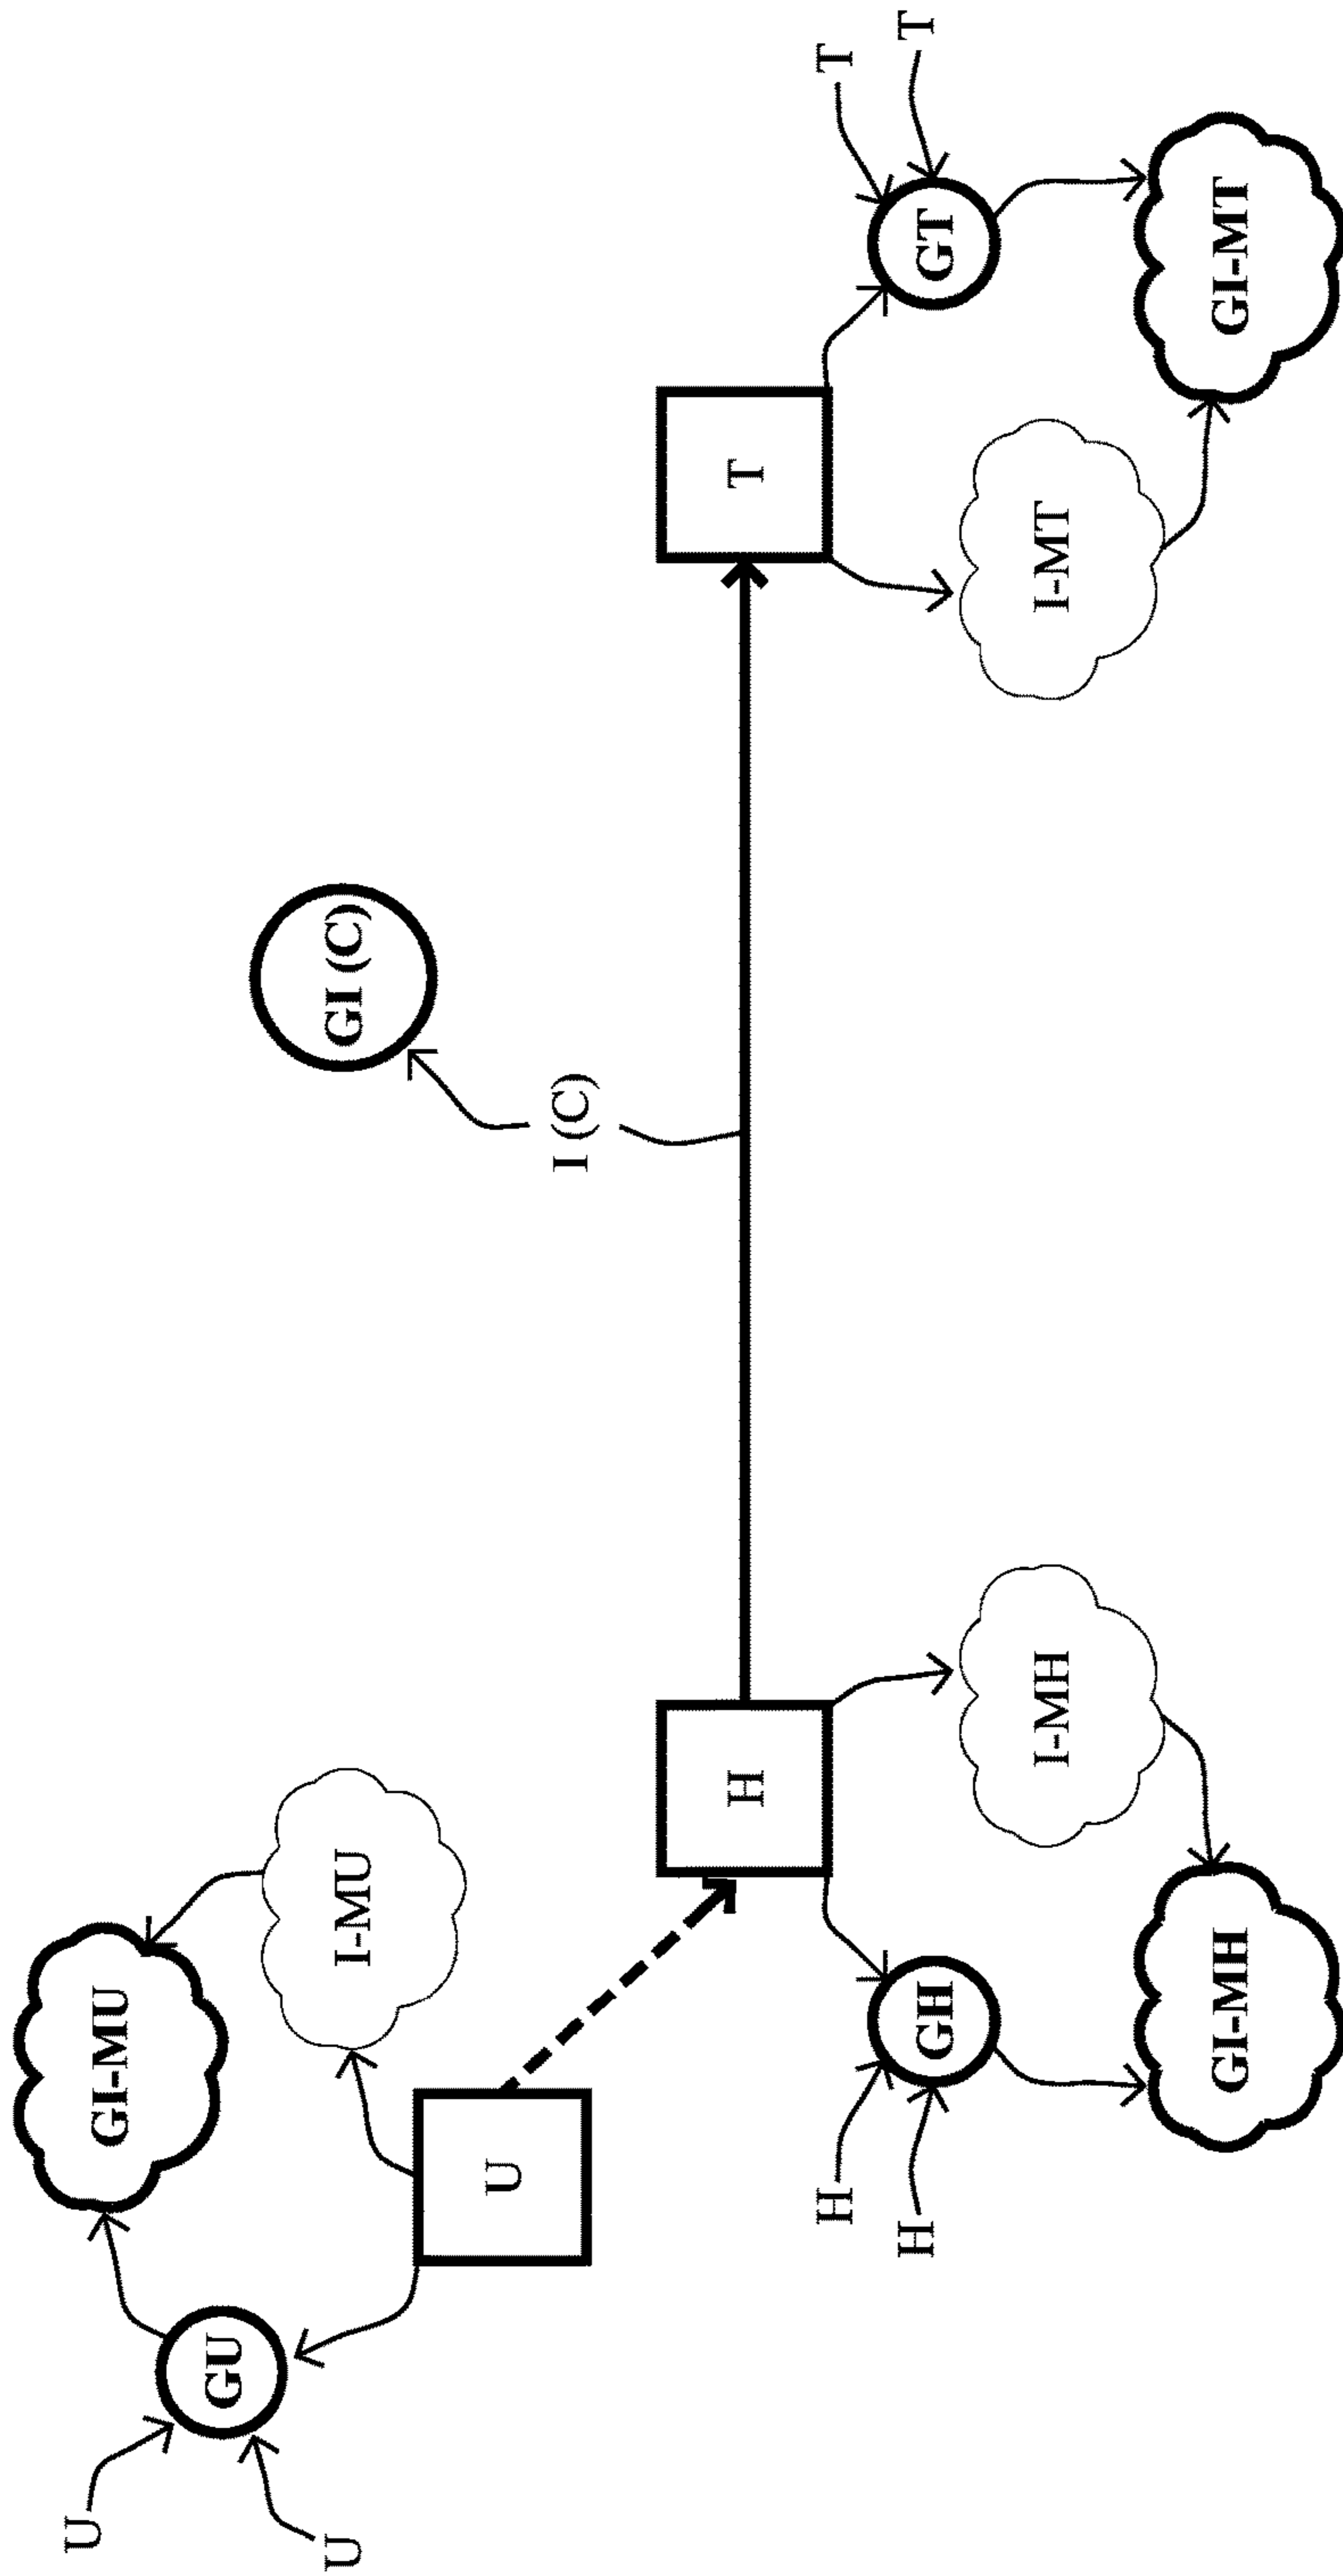 U
GI-MU
GU
U
I-MU
GI (C)
U
I (C)
H
T
H
T
H
T
GH
GT
I-MH
I-MT
GI-MH
GI-MT